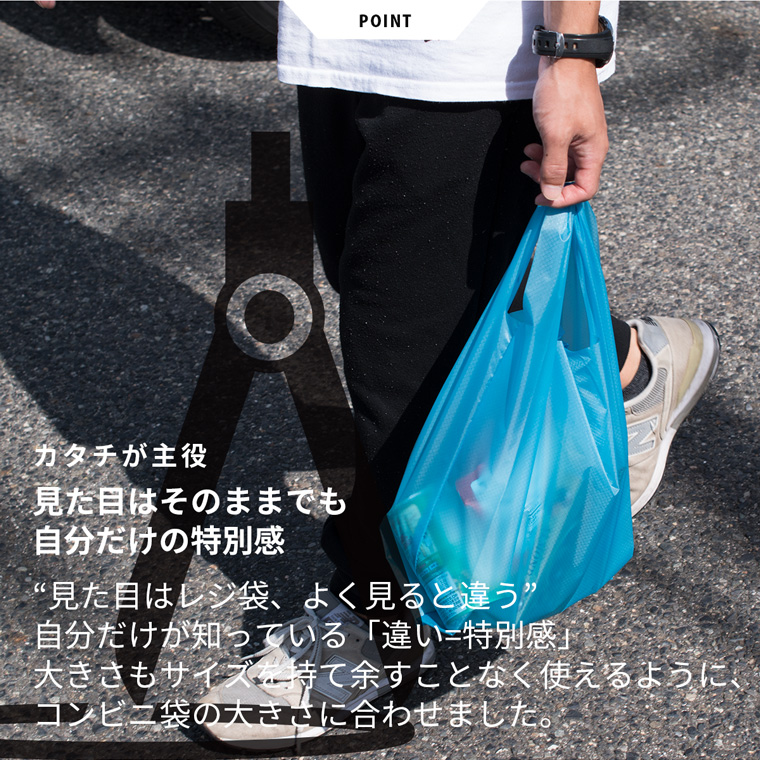 POINT
カタチが主役
見た目はそのままでも
自分だけの特別感
“見た目はレジ袋、よく見ると違う”
自分だけが知っている「違い=特別感」
大きさもサイズを持て余すことなく使えるように、
コンビニ袋の大きさに合わせました。
N